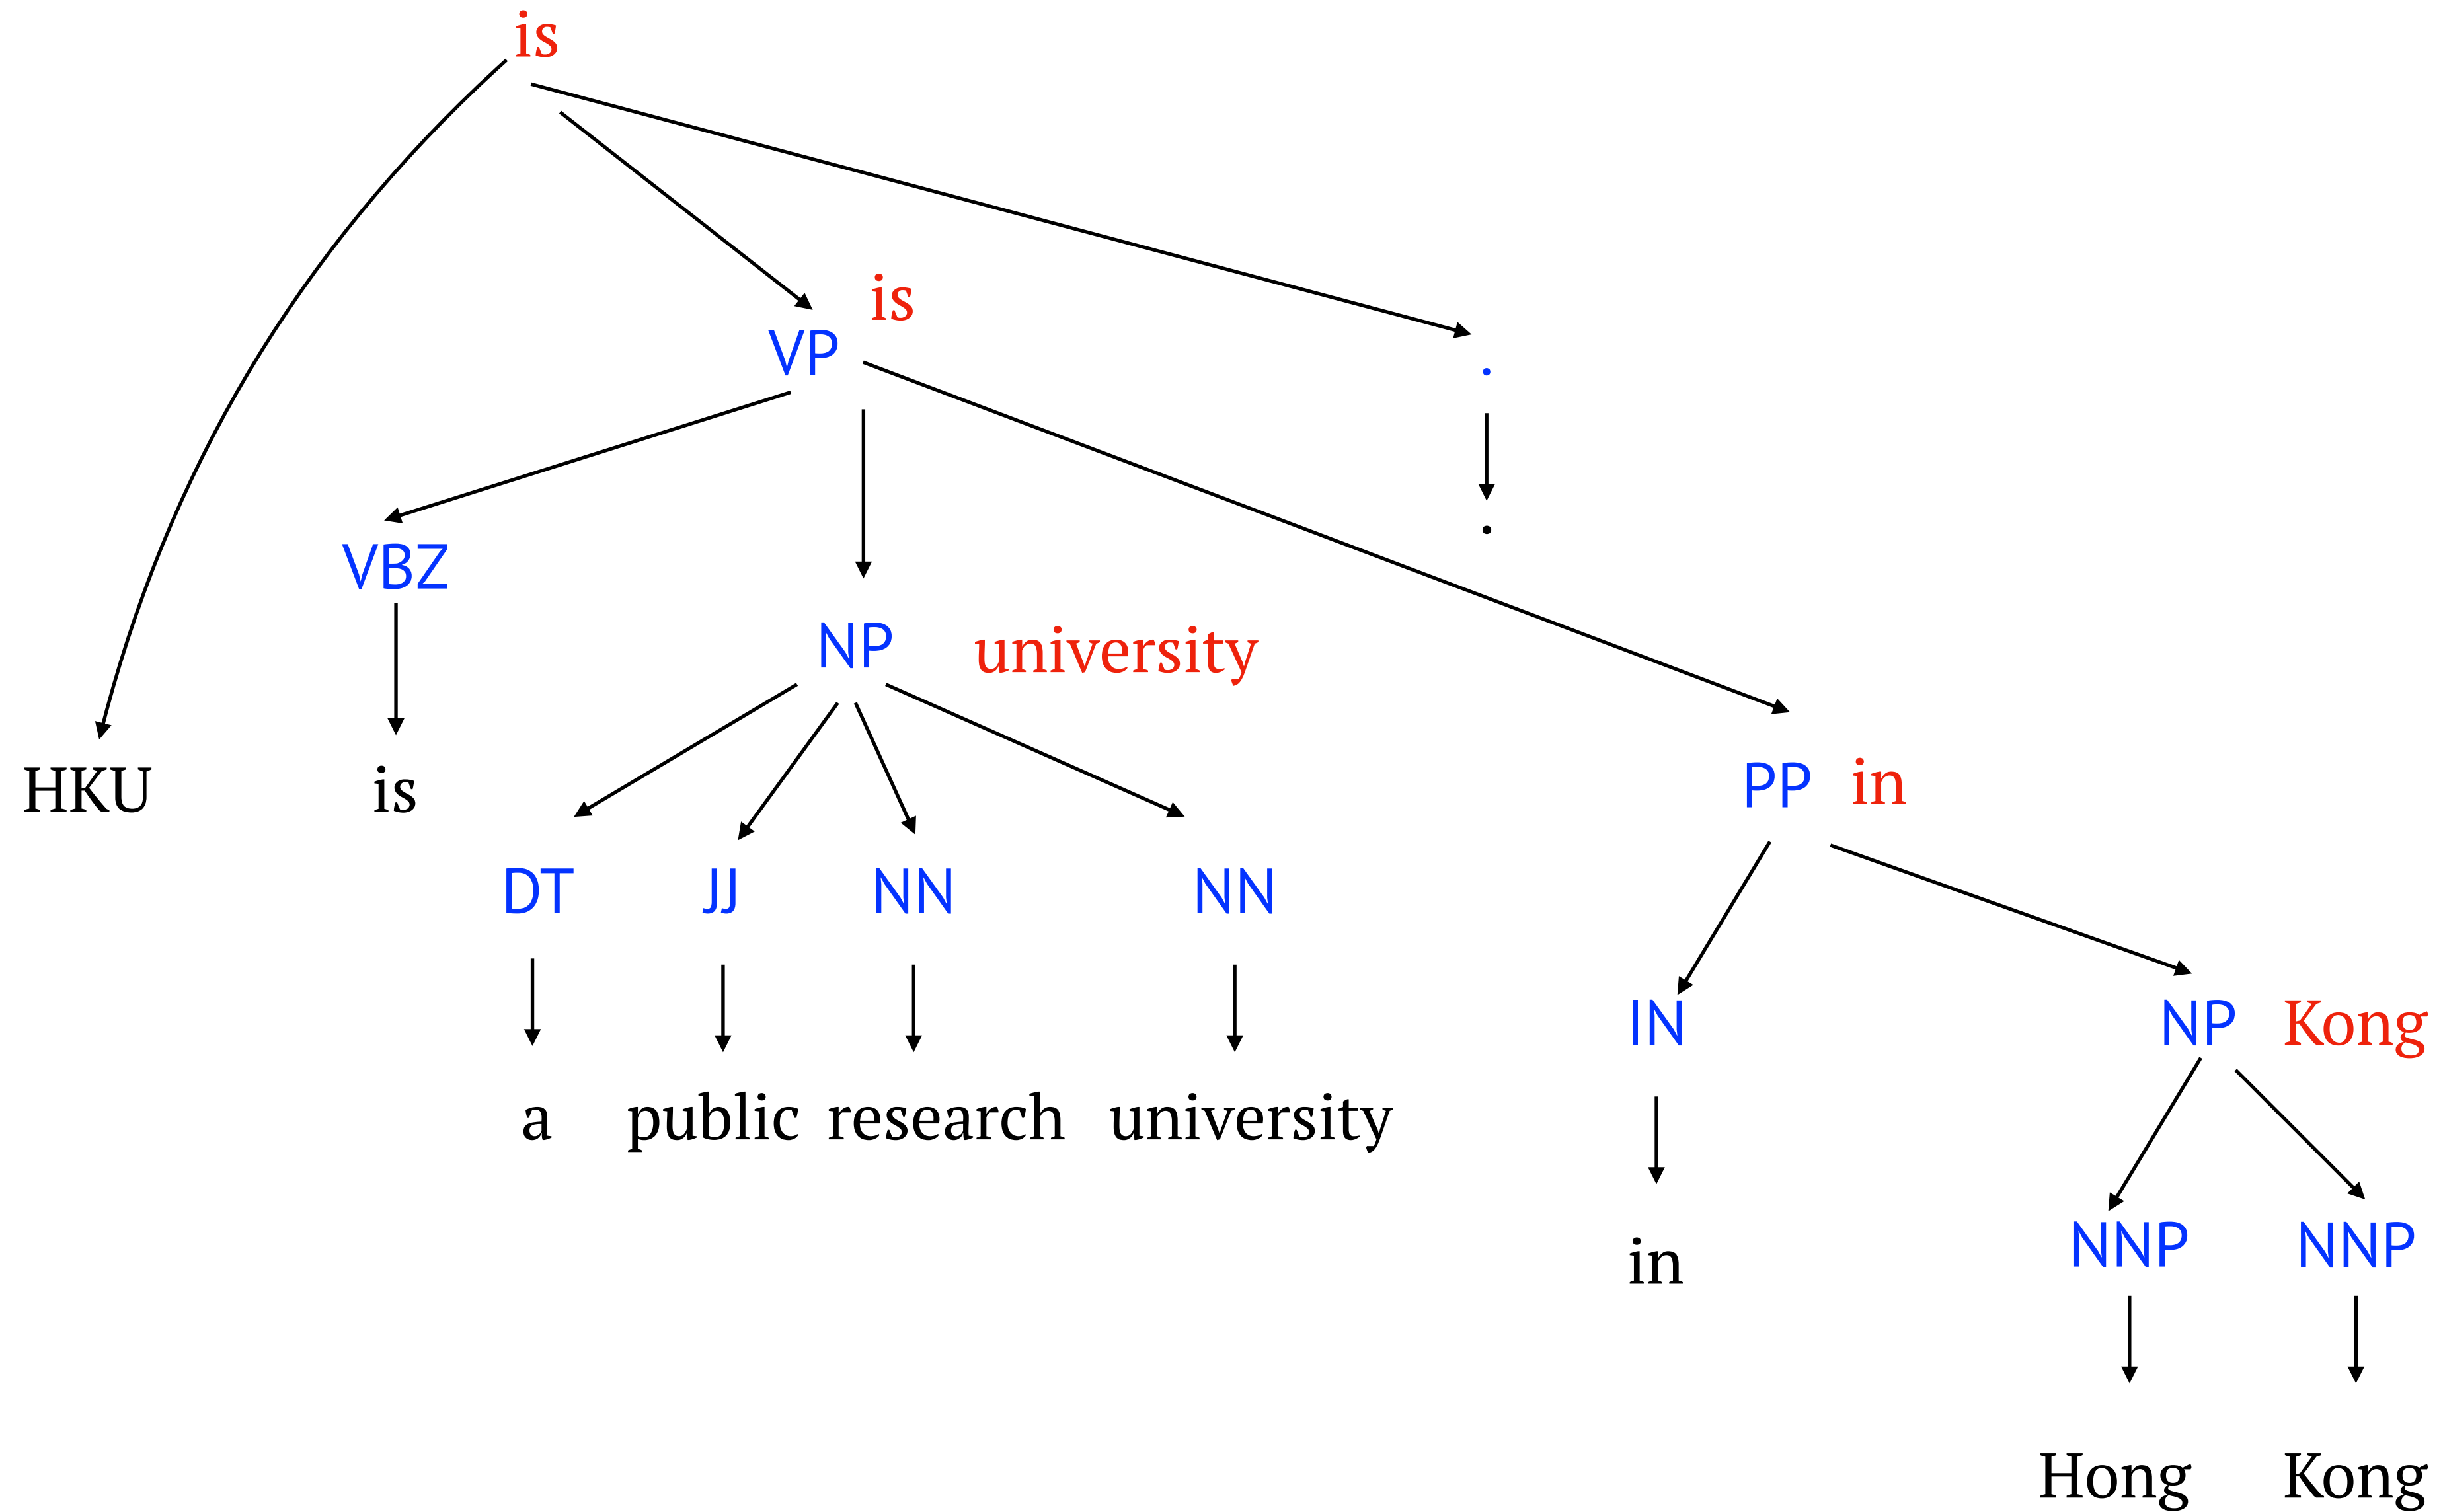 is
is
VP
.
.
VBZ
NP university
HKU
is
PP in
DT JJ NN NN
IN
NP Kong
a public research university
in
NNP NNP
Hong Kong